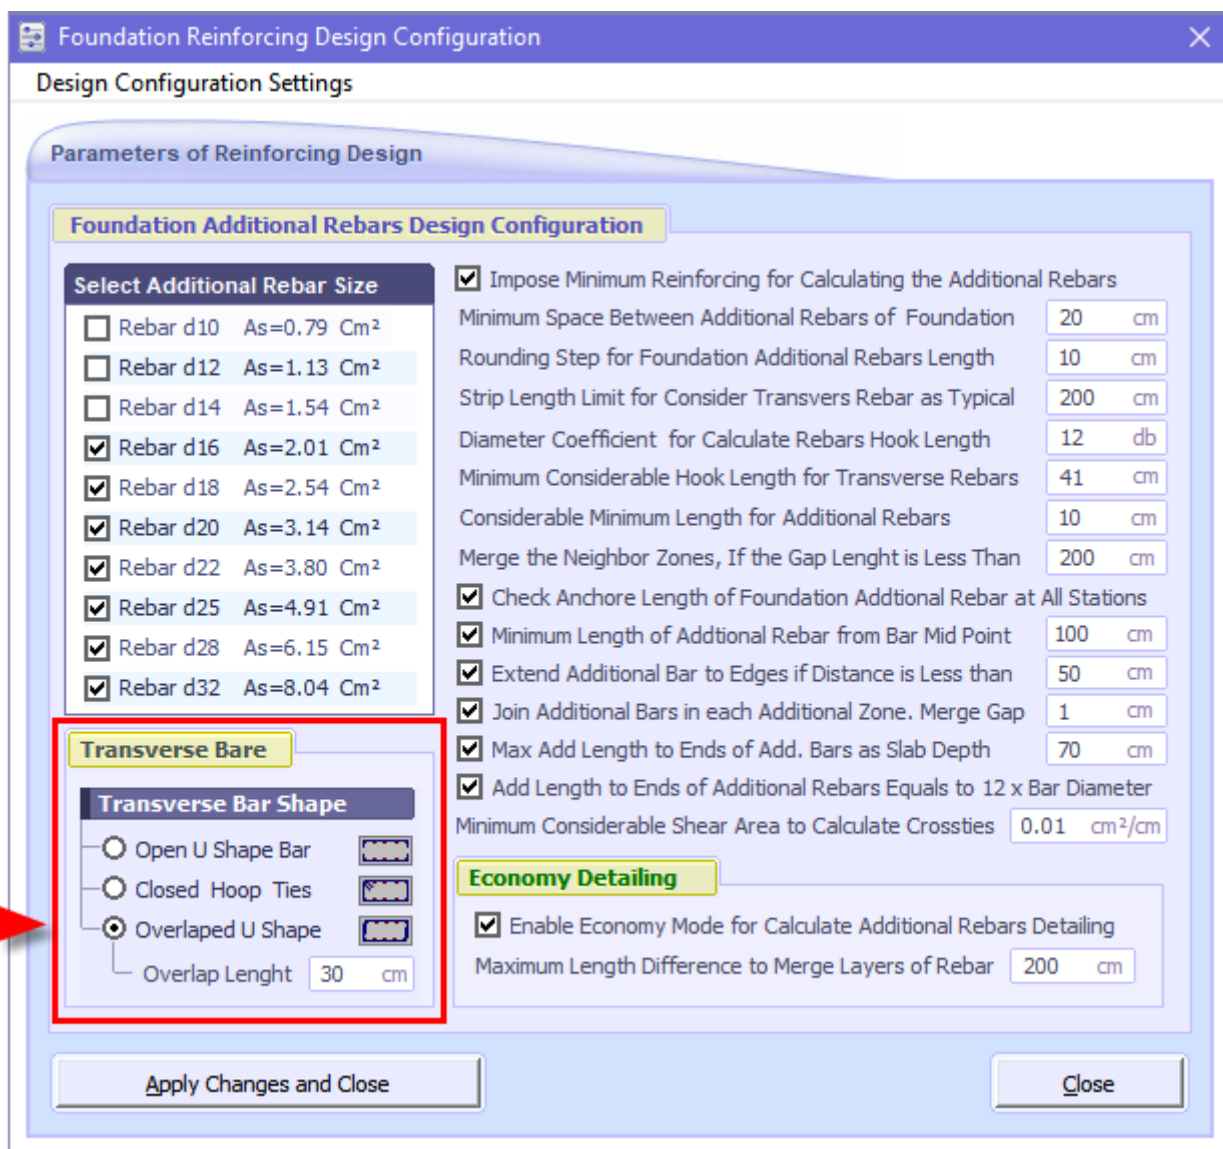 Foundation Reinforcing Design Configuration
Design Configuration Settings
Parameters of Reinforcing Design
Foundation Additional Rebars Design Configuration
Select Additional Rebar Size
Rebar d10 As=0.79 Cm²
Rebar d12 As=1.13 Cm²
Rebar d14 As=1.54 Cm²
Rebar d16 As=2.01 Cm²
Rebar d18 As=2.54 Cm²
Rebar d20 As=3.14 Cm²
Rebar d22 As=3.80 Cm²
Rebar d25 As=4.91 Cm²
Rebar d28 As=6.15 Cm²
Rebar d32 As=8.04 Cm²
Transverse Bare
Transverse Bar Shape
Open U Shape Bar
Closed Hoop Ties
Overlaped U Shape
Overlap Lenght 30 cm
Impose Minimum Reinforcing for Calculating the Additional Rebars
Minimum Space Between Additional Rebars of Foundation 20 cm
Rounding Step for Foundation Additional Rebars Length 10 cm
Strip Length Limit for Consider Transvers Rebar as Typical 200 cm
Diameter Coefficient for Calculate Rebars Hook Length 12 db
Minimum Considerable Hook Length for Transverse Rebars 41 cm
Considerable Minimum Length for Additional Rebars 10 cm
Merge the Neighbor Zones, If the Gap Lenght is Less Than 200 cm
Check Anchore Length of Foundation Addtional Rebar at All Stations
Minimum Length of Addtional Rebar from Bar Mid Point 100 cm
Extend Additional Bar to Edges if Distance is Less than 50 cm
Join Additional Bars in each Additional Zone. Merge Gap 1 cm
Max Add Length to Ends of Add. Bars as Slab Depth 70 cm
Add Length to Ends of Additional Rebars Equals to 12 x Bar Diameter
Minimum Considerable Shear Area to Calculate Crossties 0.01 cm²/cm
Economy Detailing
Enable Economy Mode for Calculate Additional Rebars Detailing
Maximum Length Difference to Merge Layers of Rebar 200 cm
Apply Changes and Close
Close